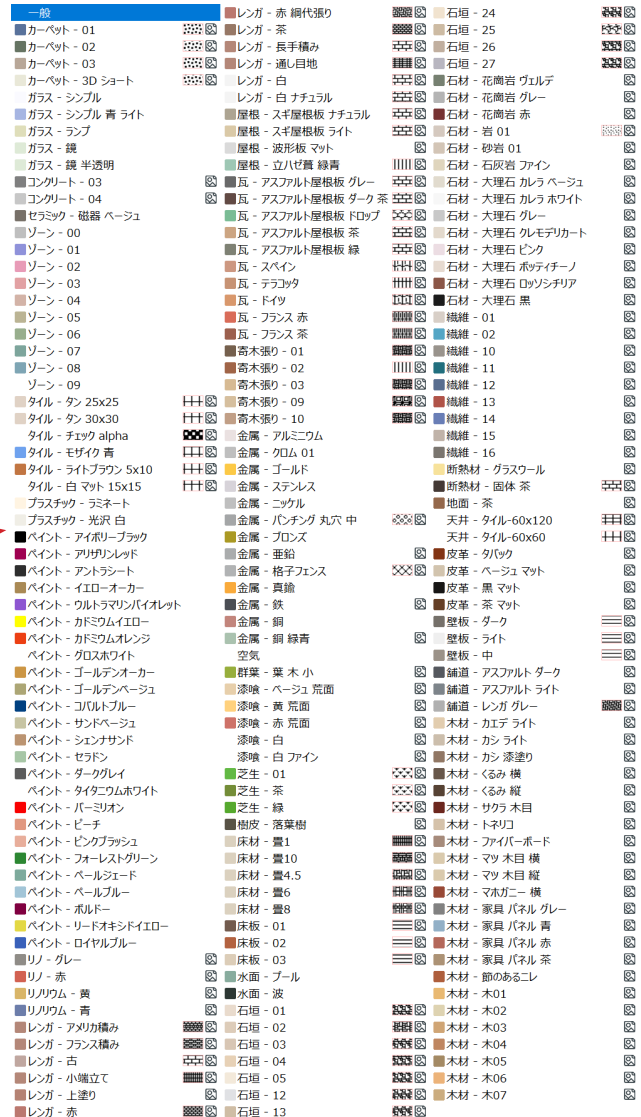 一般
カーペット - 01
カーペット - 02
カーペット - 03
カーペット - 3D ショート
ガラス - シンプル
ガラス - シンプル 青 ライト
ガラス - ランプ
ガラス - 鏡
ガラス - 鏡 半透明
コンクリート - 03
コンクリート - 04
セラミック - 磁器 ベージュ
ゾーン - 00
ゾーン - 01
ゾーン - 02
ゾーン - 03
ゾーン - 04
ゾーン - 05
ゾーン - 06
ゾーン - 07
ゾーン - 08
ゾーン - 09
タイル - タン 25x25
タイル - タン 30x30
タイル - チェック alpha
タイル - モザイク 青
タイル - ライトブラウン 5x10
タイル - 白 マット 15x15
プラスチック - ラミネート
プラスチック - 光沢 白
ペイント - アイボリーブラック
ペイント - アリザリンレッド
ペイント - アントラシート
ペイント - イエローオーカー
ペイント - ウルトラマリンバイオレット
ペイント - カドミウムイエロー
ペイント - カドミウムオレンジ
ペイント - グロスホワイト
ペイント - ゴールデンオーカー
ペイント - ゴールデンベージュ
ペイント - コバルトブルー
ペイント - サンドベージュ
ペイント - シェンナサンド
ペイント - セラドン
ペイント - ダークグレイ
ペイント - タイタニウムホワイト
ペイント - バーミリオン
ペイント - ピーチ
ペイント - ピンクブラッシュ
ペイント - フォーレストグリーン
ペイント - ペールジェード
ペイント - ペールブルー
ペイント - ボルドー
ペイント - リードオキシドイエロー
ペイント - ロイヤルブルー
リノ - グレー
リノ - 赤
リノリウム - 黄
リノリウム - 青
レンガ - アメリカ積み
レンガ - フランス積み
レンガ - 古
レンガ - 小端立て
レンガ - 上塗り
レンガ - 赤
レンガ - 赤 網代張り
レンガ - 茶
レンガ - 長手積み
レンガ - 通し目地
レンガ - 白
レンガ - 白 ナチュラル
屋根 - スギ屋根板 ナチュラル
屋根 - スギ屋根板 ライト
屋根 - 波形板 マット
屋根 - 立ハゼ葺 緑青
瓦 - アスファルト屋根板 グレー
瓦 - アスファルト屋根板 ダーク 茶
瓦 - アスファルト屋根板 ドロップ
瓦 - アスファルト屋根板 茶
瓦 - アスファルト屋根板 緑
瓦 - スペイン
瓦 - テラコッタ
瓦 - ドイツ
瓦 - フランス 赤
瓦 - フランス 茶
寄木張り - 01
寄木張り - 02
寄木張り - 03
寄木張り - 09
寄木張り - 10
金属 - アルミニウム
金属 - クロム 01
金属 - ゴールド
金属 - ステンレス
金属 - ニッケル
金属 - パンチング 丸穴 中
金属 - ブロンズ
金属 - 亜鉛
金属 - 格子フェンス
金属 - 真鍮
金属 - 鉄
金属 - 銅
金属 - 銅 緑青
空気
群葉 - 葉 木 小
漆喰 - ベージュ 荒面
漆喰 - 黄 荒面
漆喰 - 赤 荒面
漆喰 - 白
漆喰 - 白 ファイン
芝生 - 01
芝生 - 茶
芝生 - 緑
樹皮 - 落葉樹
床材 - 畳1
床材 - 畳10
床材 - 畳4.5
床材 - 畳6
床材 - 畳8
床板 - 01
床板 - 02
床板 - 03
水面 - プール
水面 - 波
石垣 - 01
石垣 - 02
石垣 - 03
石垣 - 04
石垣 - 05
石垣 - 12
石垣 - 13
石垣 - 24
石垣 - 25
石垣 - 26
石垣 - 27
石材 - 花崗岩 ヴェルデ
石材 - 花崗岩 グレー
石材 - 花崗岩 赤
石材 - 岩 01
石材 - 砂岩 01
石材 - 石灰岩 ファイン
石材 - 大理石 カレラ ベージュ
石材 - 大理石 カレラ ホワイト
石材 - 大理石 グレー
石材 - 大理石 クレモデリカート
石材 - 大理石 ピンク
石材 - 大理石 ボッティチーノ
石材 - 大理石 ロッソシチリア
石材 - 大理石 黒
繊維 - 01
繊維 - 02
繊維 - 10
繊維 - 11
繊維 - 12
繊維 - 13
繊維 - 14
繊維 - 15
繊維 - 16
断熱材 - グラスウール
断熱材 - 固体 茶
地面 - 茶
天井 - タイル-60x120
天井 - タイル-60x60
皮革 - タバック
皮革 - ベージュ マット
皮革 - 黒 マット
皮革 - 茶 マット
壁板 - ダーク
壁板 - ライト
壁板 - 中
舗道 - アスファルト ダーク
舗道 - アスファルト ライト
舗道 - レンガ グレー
木材 - カエデ ライト
木材 - カシ ライト
木材 - カシ 漆塗り
木材 - くるみ 横
木材 - くるみ 縦
木材 - サクラ 木目
木材 - トネリコ
木材 - ファイバーボード
木材 - マツ 木目 横
木材 - マツ 木目 縦
木材 - マホガニー 横
木材 - 家具 パネル グレー
木材 - 家具 パネル 青
木材 - 家具 パネル 赤
木材 - 家具 パネル 茶
木材 - 節のあるニレ
木材 - 木01
木材 - 木02
木材 - 木03
木材 - 木04
木材 - 木05
木材 - 木06
木材 - 木07